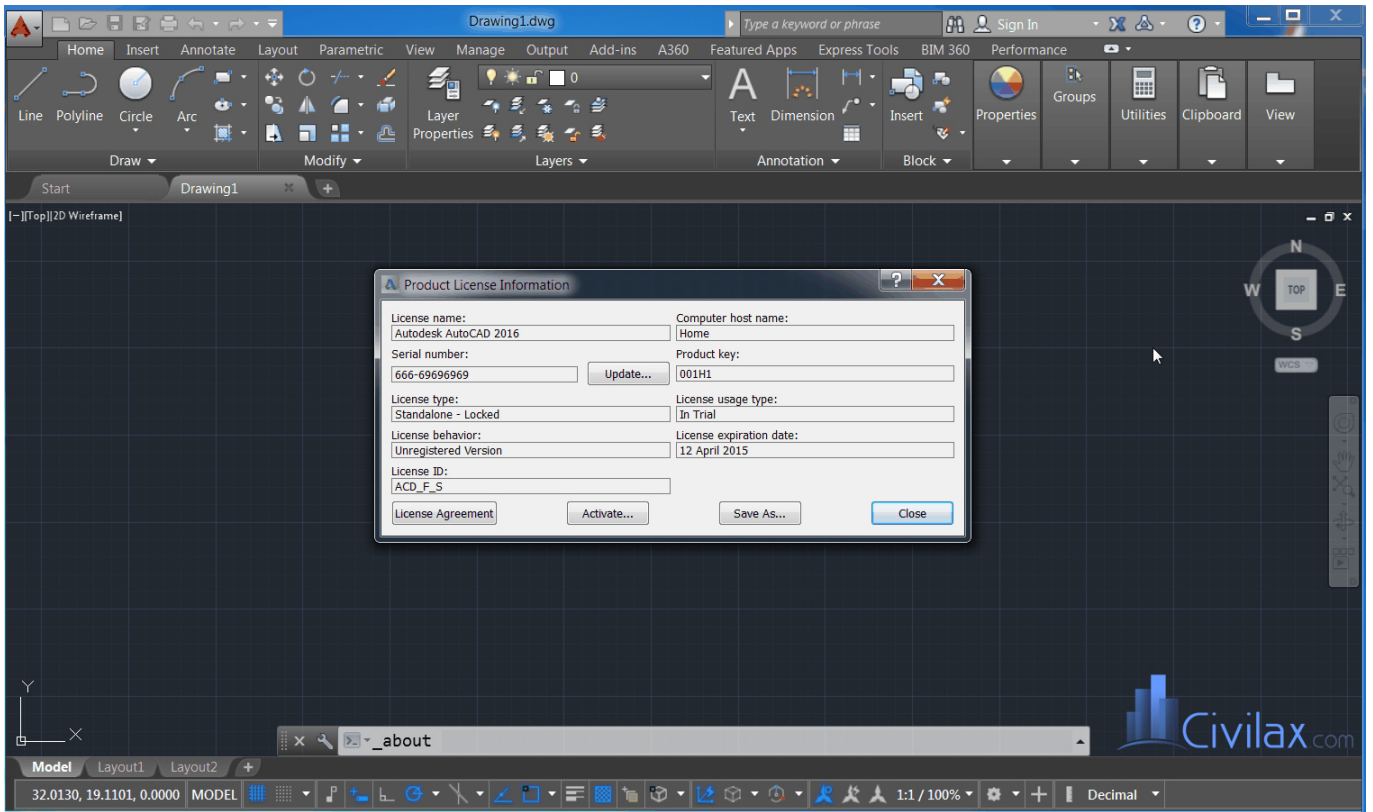 Drawing1.dwg
Type a keyword or phrase
Sign In
Home Insert Annotate Layout Parametric View Manage Output Add-ins A360 Featured Apps Express Tools BIM 360 Performance
0
Line Polyline Circle Arc
Layer Properties
Text Dimension
Insert
Properties
Groups
Utilities
Clipboard
View
Draw Modify Layers Annotation Block
Start Drawing1
[−][Top][2D Wireframe]
N
W TOP E
S
WCS
Product License Information
License name: Computer host name:
Autodesk AutoCAD 2016 Home
Serial number: Product key:
666-69696969 Update... 001H1
License type: License usage type:
Standalone - Locked In Trial
License behavior: License expiration date:
Unregistered Version 12 April 2015
License ID:
ACD_F_S
License Agreement Activate... Save As... Close
Y
X
_about
Civilax.com
Model Layout1 Layout2
32.0130, 19.1101, 0.0000 MODEL 1:1 / 100% Decimal